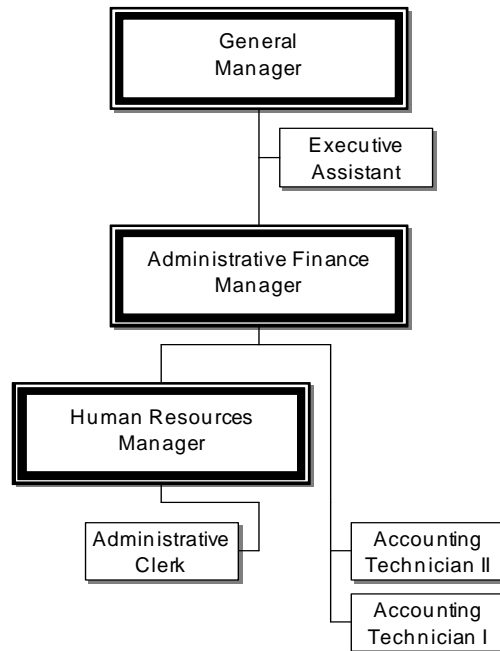 General
Manager
Executive
Assistant
Administrative Finance
Manager
Human Resources
Manager
Administrative
Clerk
Accounting
Technician II
Accounting
Technician I